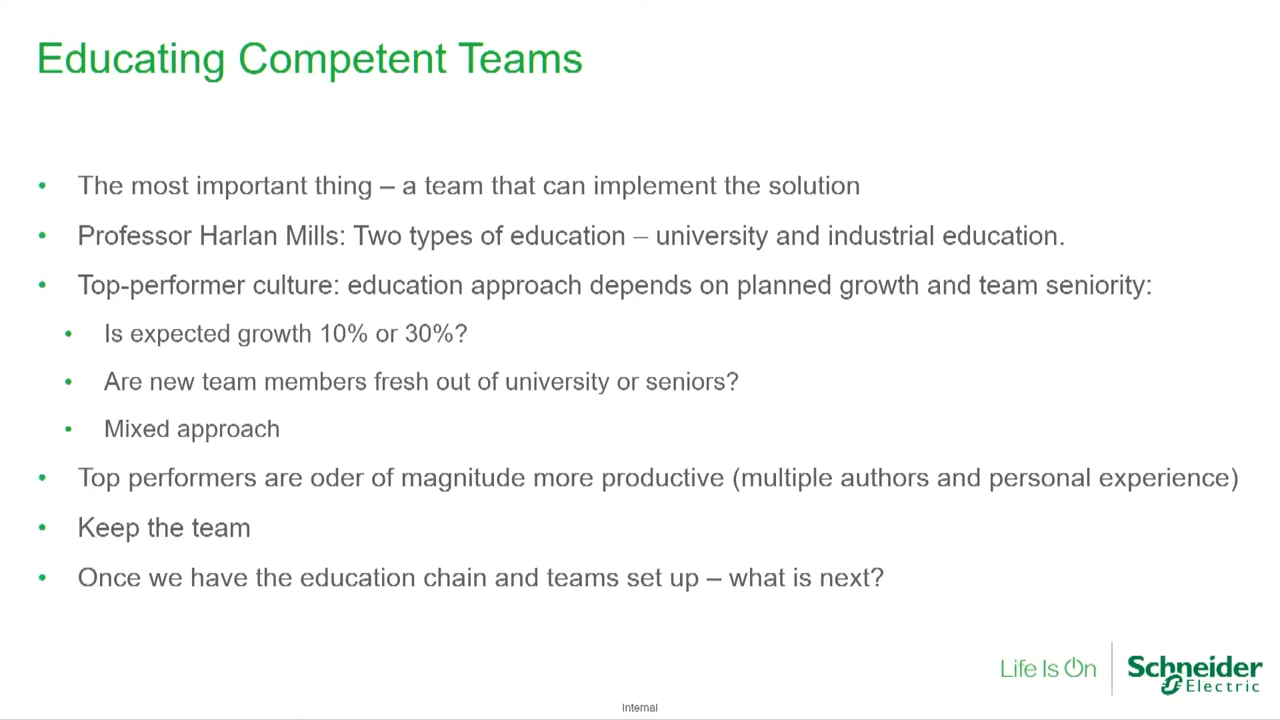 Educating Competent Teams
• The most important thing – a team that can implement the solution
• Professor Harlan Mills: Two types of education – university and industrial education.
• Top-performer culture: education approach depends on planned growth and team seniority:
• Is expected growth 10% or 30%?
• Are new team members fresh out of university or seniors?
• Mixed approach
• Top performers are oder of magnitude more productive (multiple authors and personal experience)
• Keep the team
• Once we have the education chain and teams set up – what is next?
Life Is On
Schneider
Electric
Internal